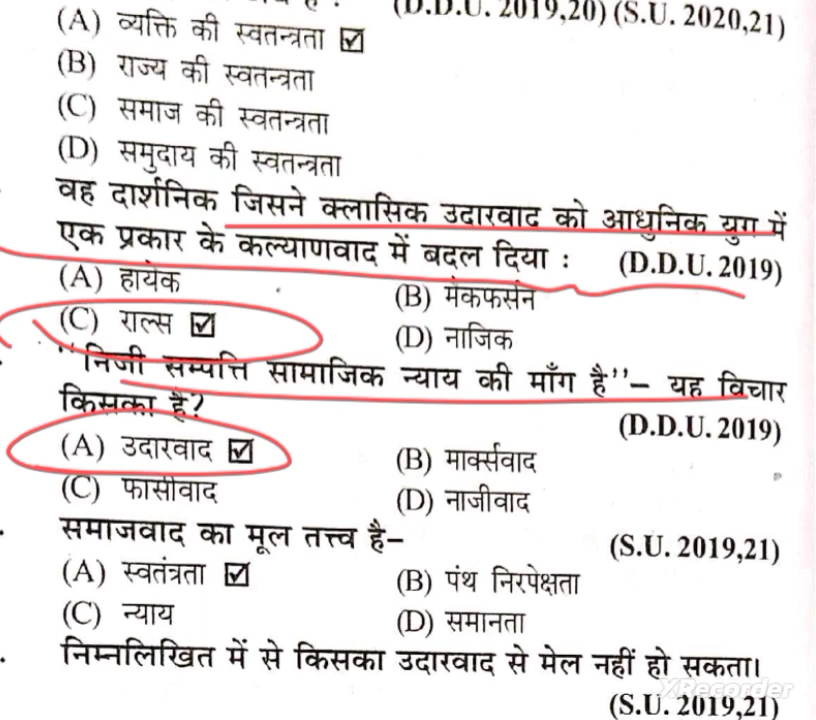 (D.D.U. 2019,20) (S.U. 2020,21)
(A) व्यक्ति की स्वतन्त्रता ☑
(B) राज्य की स्वतन्त्रता
(C) समाज की स्वतन्त्रता
(D) समुदाय की स्वतन्त्रता
वह दार्शनिक जिसने क्लासिक उदारवाद को आधुनिक युग में
एक प्रकार के कल्याणवाद में बदल दिया : (D.D.U. 2019)
(A) हायेक (B) मैकफर्सन
(C) राल्स ☑ (D) नाजिक
"निजी सम्पत्ति सामाजिक न्याय की माँग है"– यह विचार
किसका है? (D.D.U. 2019)
(A) उदारवाद ☑ (B) मार्क्सवाद
(C) फासीवाद (D) नाजीवाद
समाजवाद का मूल तत्त्व है– (S.U. 2019,21)
(A) स्वतंत्रता ☑ (B) पंथ निरपेक्षता
(C) न्याय (D) समानता
निम्नलिखित में से किसका उदारवाद से मेल नहीं हो सकता।
XRecorder
(S.U. 2019,21)